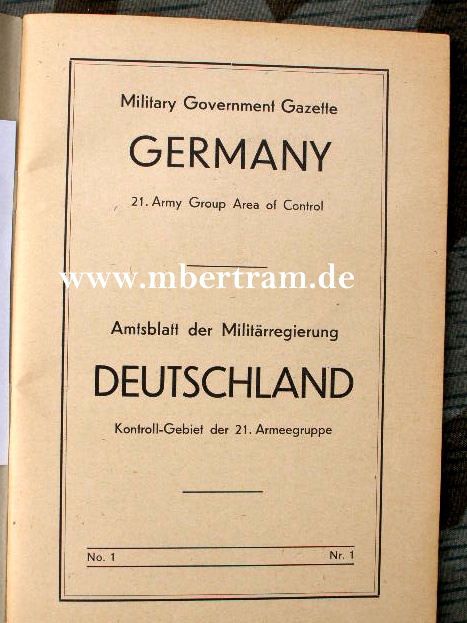 Military Government Gazette
GERMANY
21. Army Group Area of Control
www.mbertram.de
Amtsblatt der Militärregierung
DEUTSCHLAND
Kontroll-Gebiet der 21. Armeegruppe
No. 1 Nr. 1